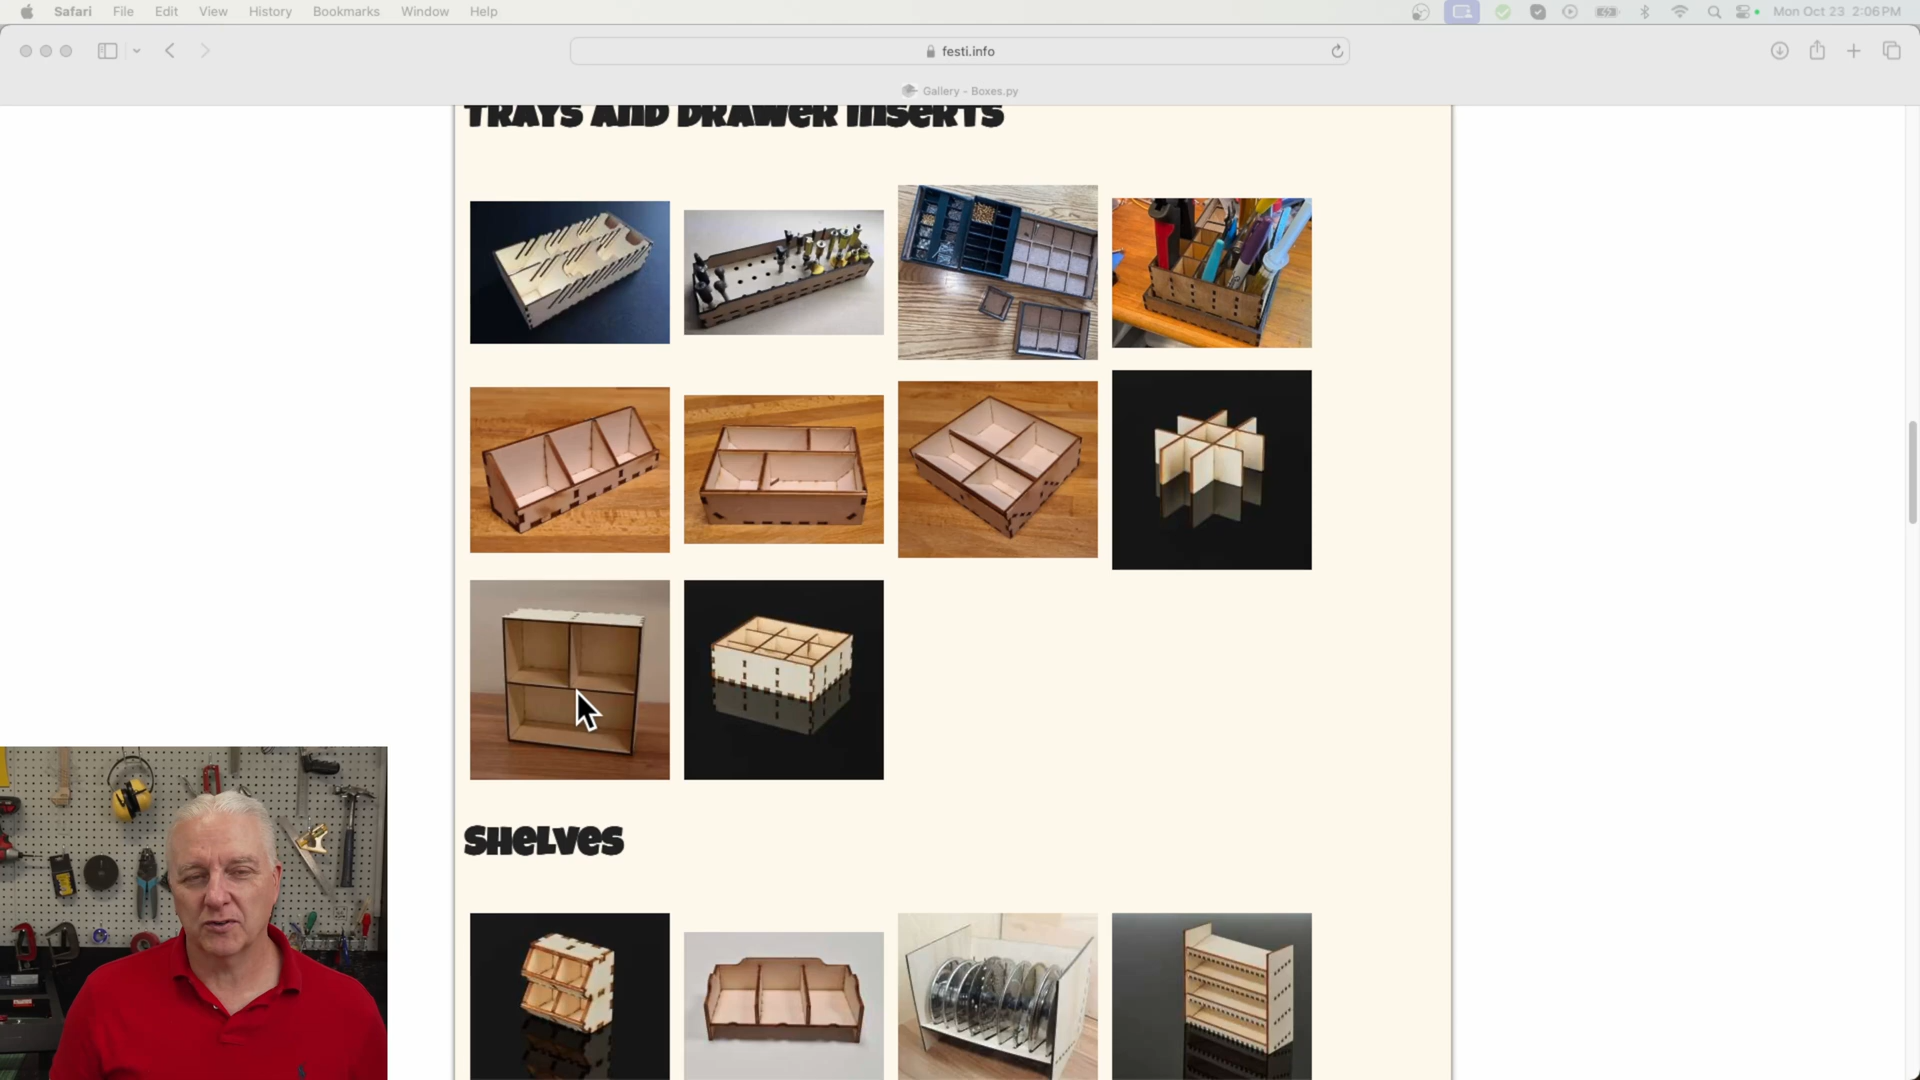 Safari File Edit View History Bookmarks Window Help Mon Oct 23 2:06 PM
festi.info
Gallery – Boxes.py
Trays and Drawer Inserts
Shelves